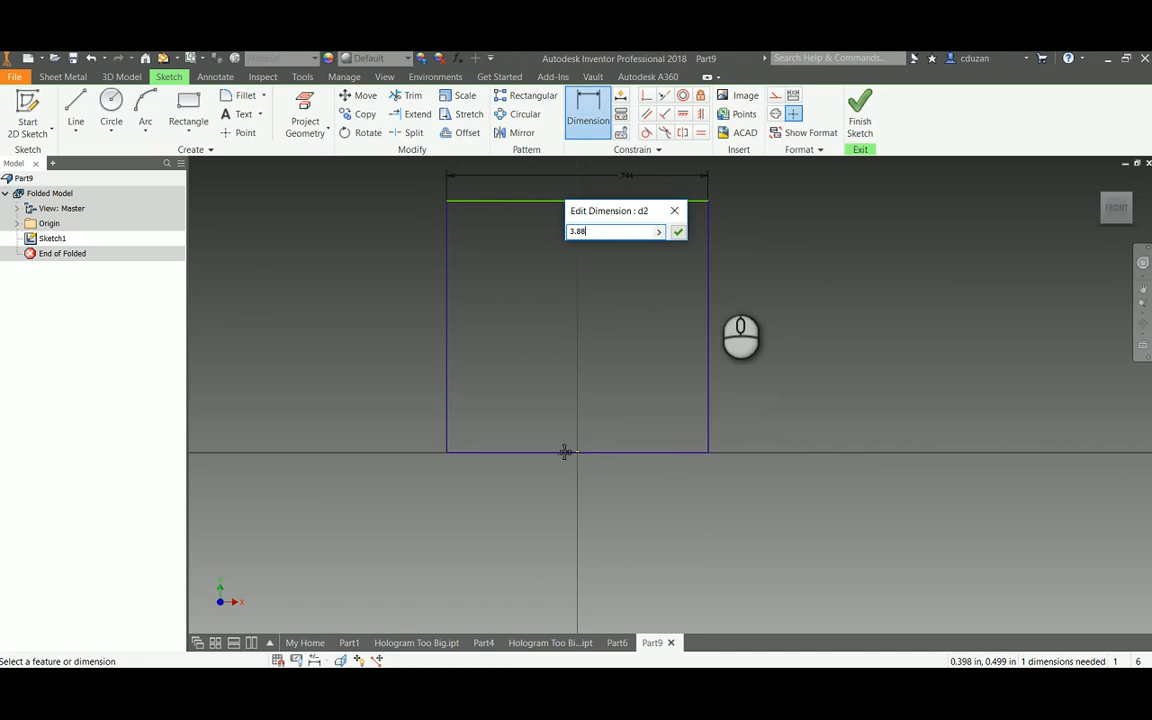 Material
Default
Autodesk Inventor Professional 2018 Part9
Search Help & Commands...
cduzan
File Sheet Metal 3D Model Sketch Annotate Inspect Tools Manage View Environments Get Started Add-Ins Vault Autodesk A360
Start
2D Sketch
Line
Circle
Arc
Rectangle
Fillet
Text
Point
Project
Geometry
Move
Copy
Rotate
Trim
Extend
Split
Scale
Stretch
Offset
Rectangular
Circular
Mirror
Dimension
Image
Points
ACAD
Show Format
Finish
Sketch
Sketch Create Modify Pattern Constrain Insert Format Exit
Model
Part9
Folded Model
View: Master
Origin
Sketch1
End of Folded
.744
Edit Dimension : d2
3.88
FRONT
X
My Home Part1 Hologram Too Big.ipt Part4 Hologram Too Bi...ipt Part6 Part9
Select a feature or dimension
0.398 in, 0.499 in 1 dimensions needed 1 6